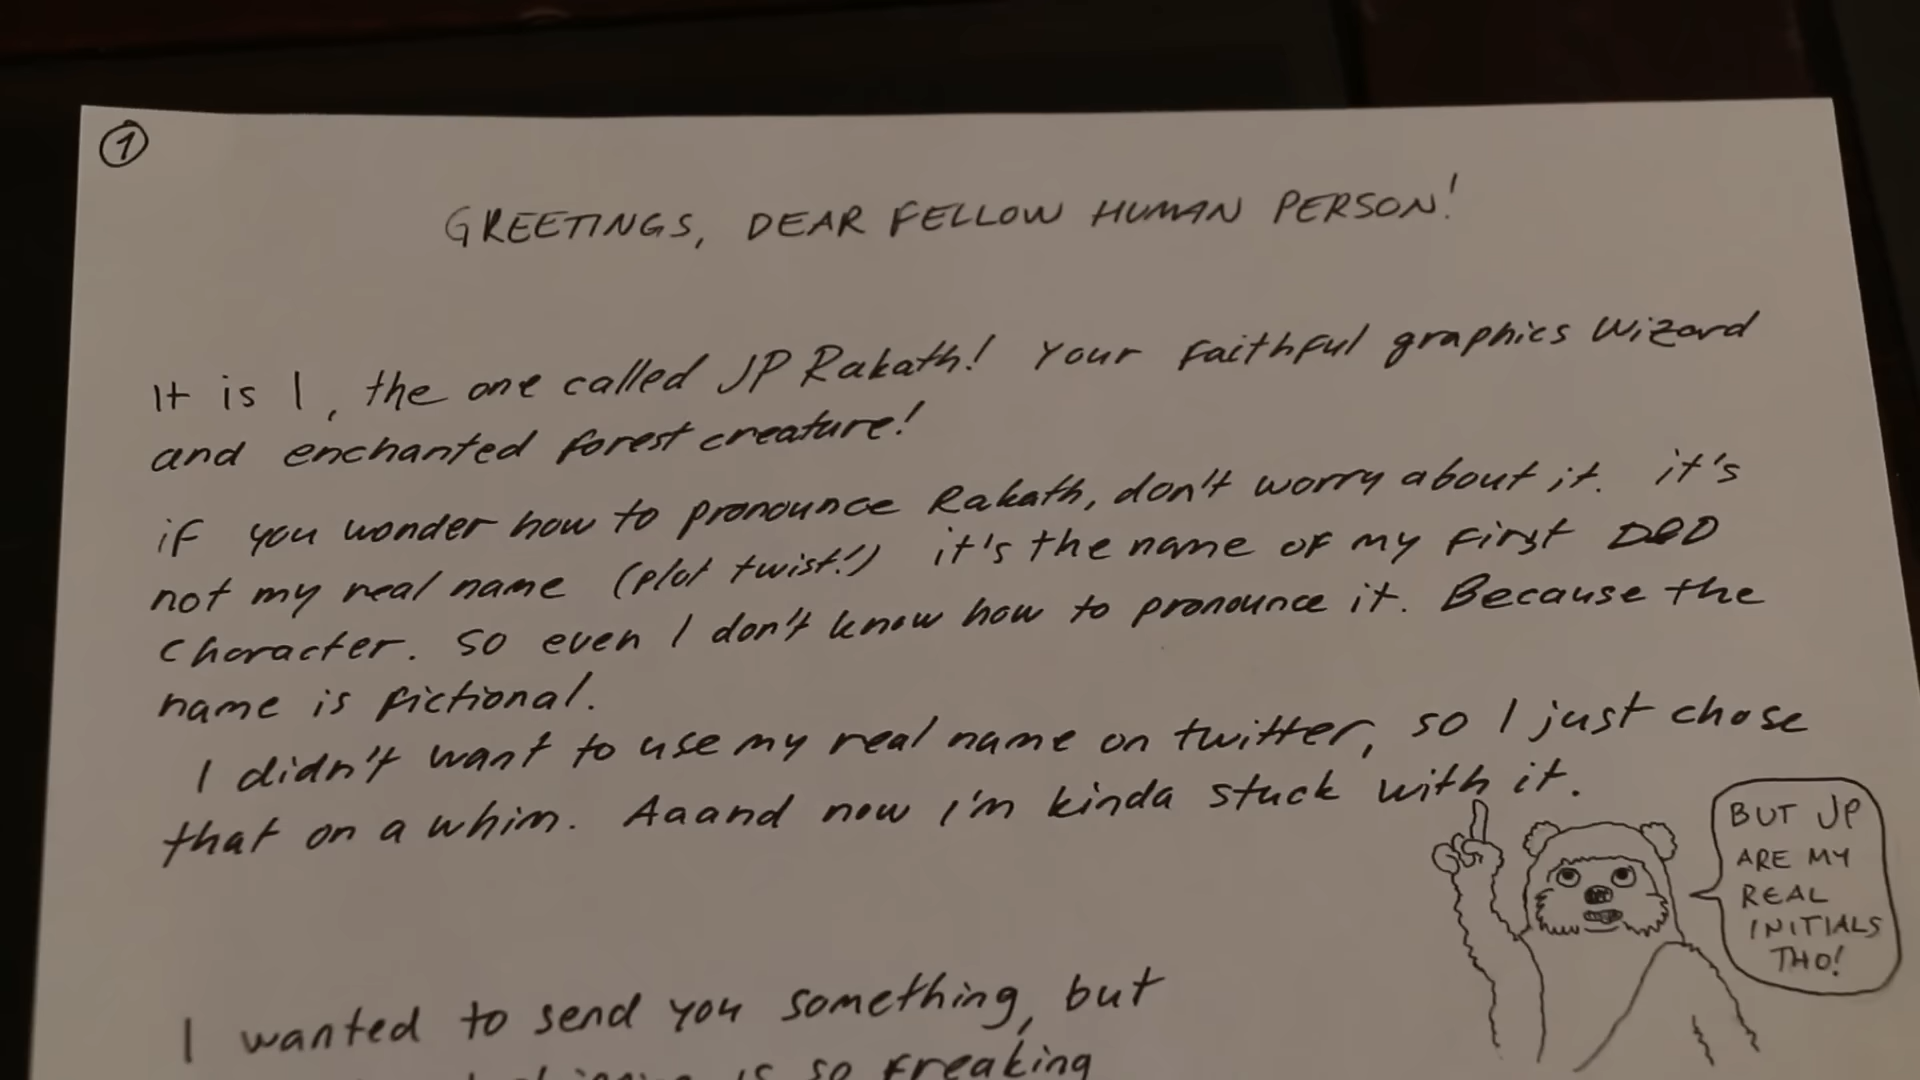 1
GREETINGS, DEAR FELLOW HUMAN PERSON!
It is I, the one called JP Rakath! Your faithful graphics Wizard
and enchanted forest creature!
if you wonder how to pronounce Rakath, don't worry about it. it's
not my real name (plot twist!) it's the name of my first D&D
character. so even I don't know how to pronounce it. Because the
name is fictional.
I didn't want to use my real name on twitter, so I just chose
that on a whim. Aaand now i'm kinda stuck with it.
BUT JP
ARE MY
REAL
INITIALS
THO!
I wanted to send you something, but
is so freaking